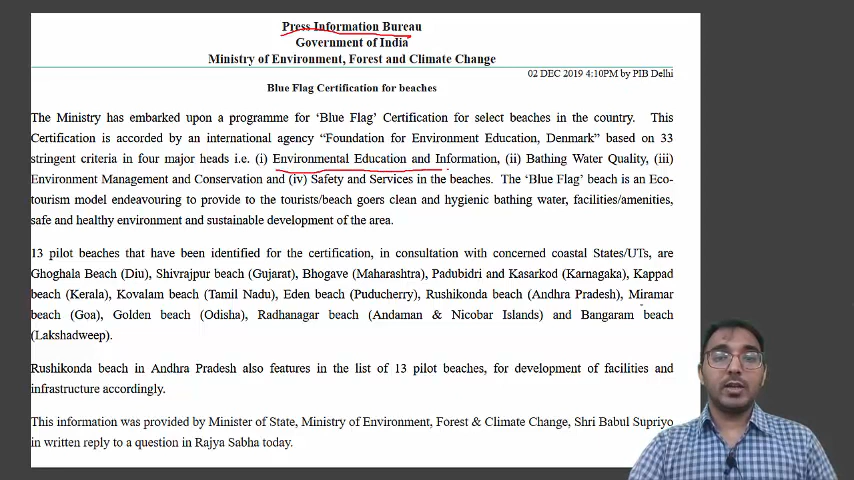 Press Information Bureau
Government of India
Ministry of Environment, Forest and Climate Change
02 DEC 2019 4:10PM by PIB Delhi
Blue Flag Certification for beaches
The Ministry has embarked upon a programme for ‘Blue Flag’ Certification for select beaches in the country. This
Certification is accorded by an international agency “Foundation for Environment Education, Denmark” based on 33
stringent criteria in four major heads i.e. (i) Environmental Education and Information, (ii) Bathing Water Quality, (iii)
Environment Management and Conservation and (iv) Safety and Services in the beaches. The ‘Blue Flag’ beach is an Eco-
tourism model endeavouring to provide to the tourists/beach goers clean and hygienic bathing water, facilities/amenities,
safe and healthy environment and sustainable development of the area.
13 pilot beaches that have been identified for the certification, in consultation with concerned coastal States/UTs, are
Ghoghala Beach (Diu), Shivrajpur beach (Gujarat), Bhogave (Maharashtra), Padubidri and Kasarkod (Karnagaka), Kappad
beach (Kerala), Kovalam beach (Tamil Nadu), Eden beach (Puducherry), Rushikonda beach (Andhra Pradesh), Miramar
beach (Goa), Golden beach (Odisha), Radhanagar beach (Andaman & Nicobar Islands) and Bangaram beach
(Lakshadweep).
Rushikonda beach in Andhra Pradesh also features in the list of 13 pilot beaches, for development of facilities and
infrastructure accordingly.
This information was provided by Minister of State, Ministry of Environment, Forest & Climate Change, Shri Babul Supriyo
in written reply to a question in Rajya Sabha today.